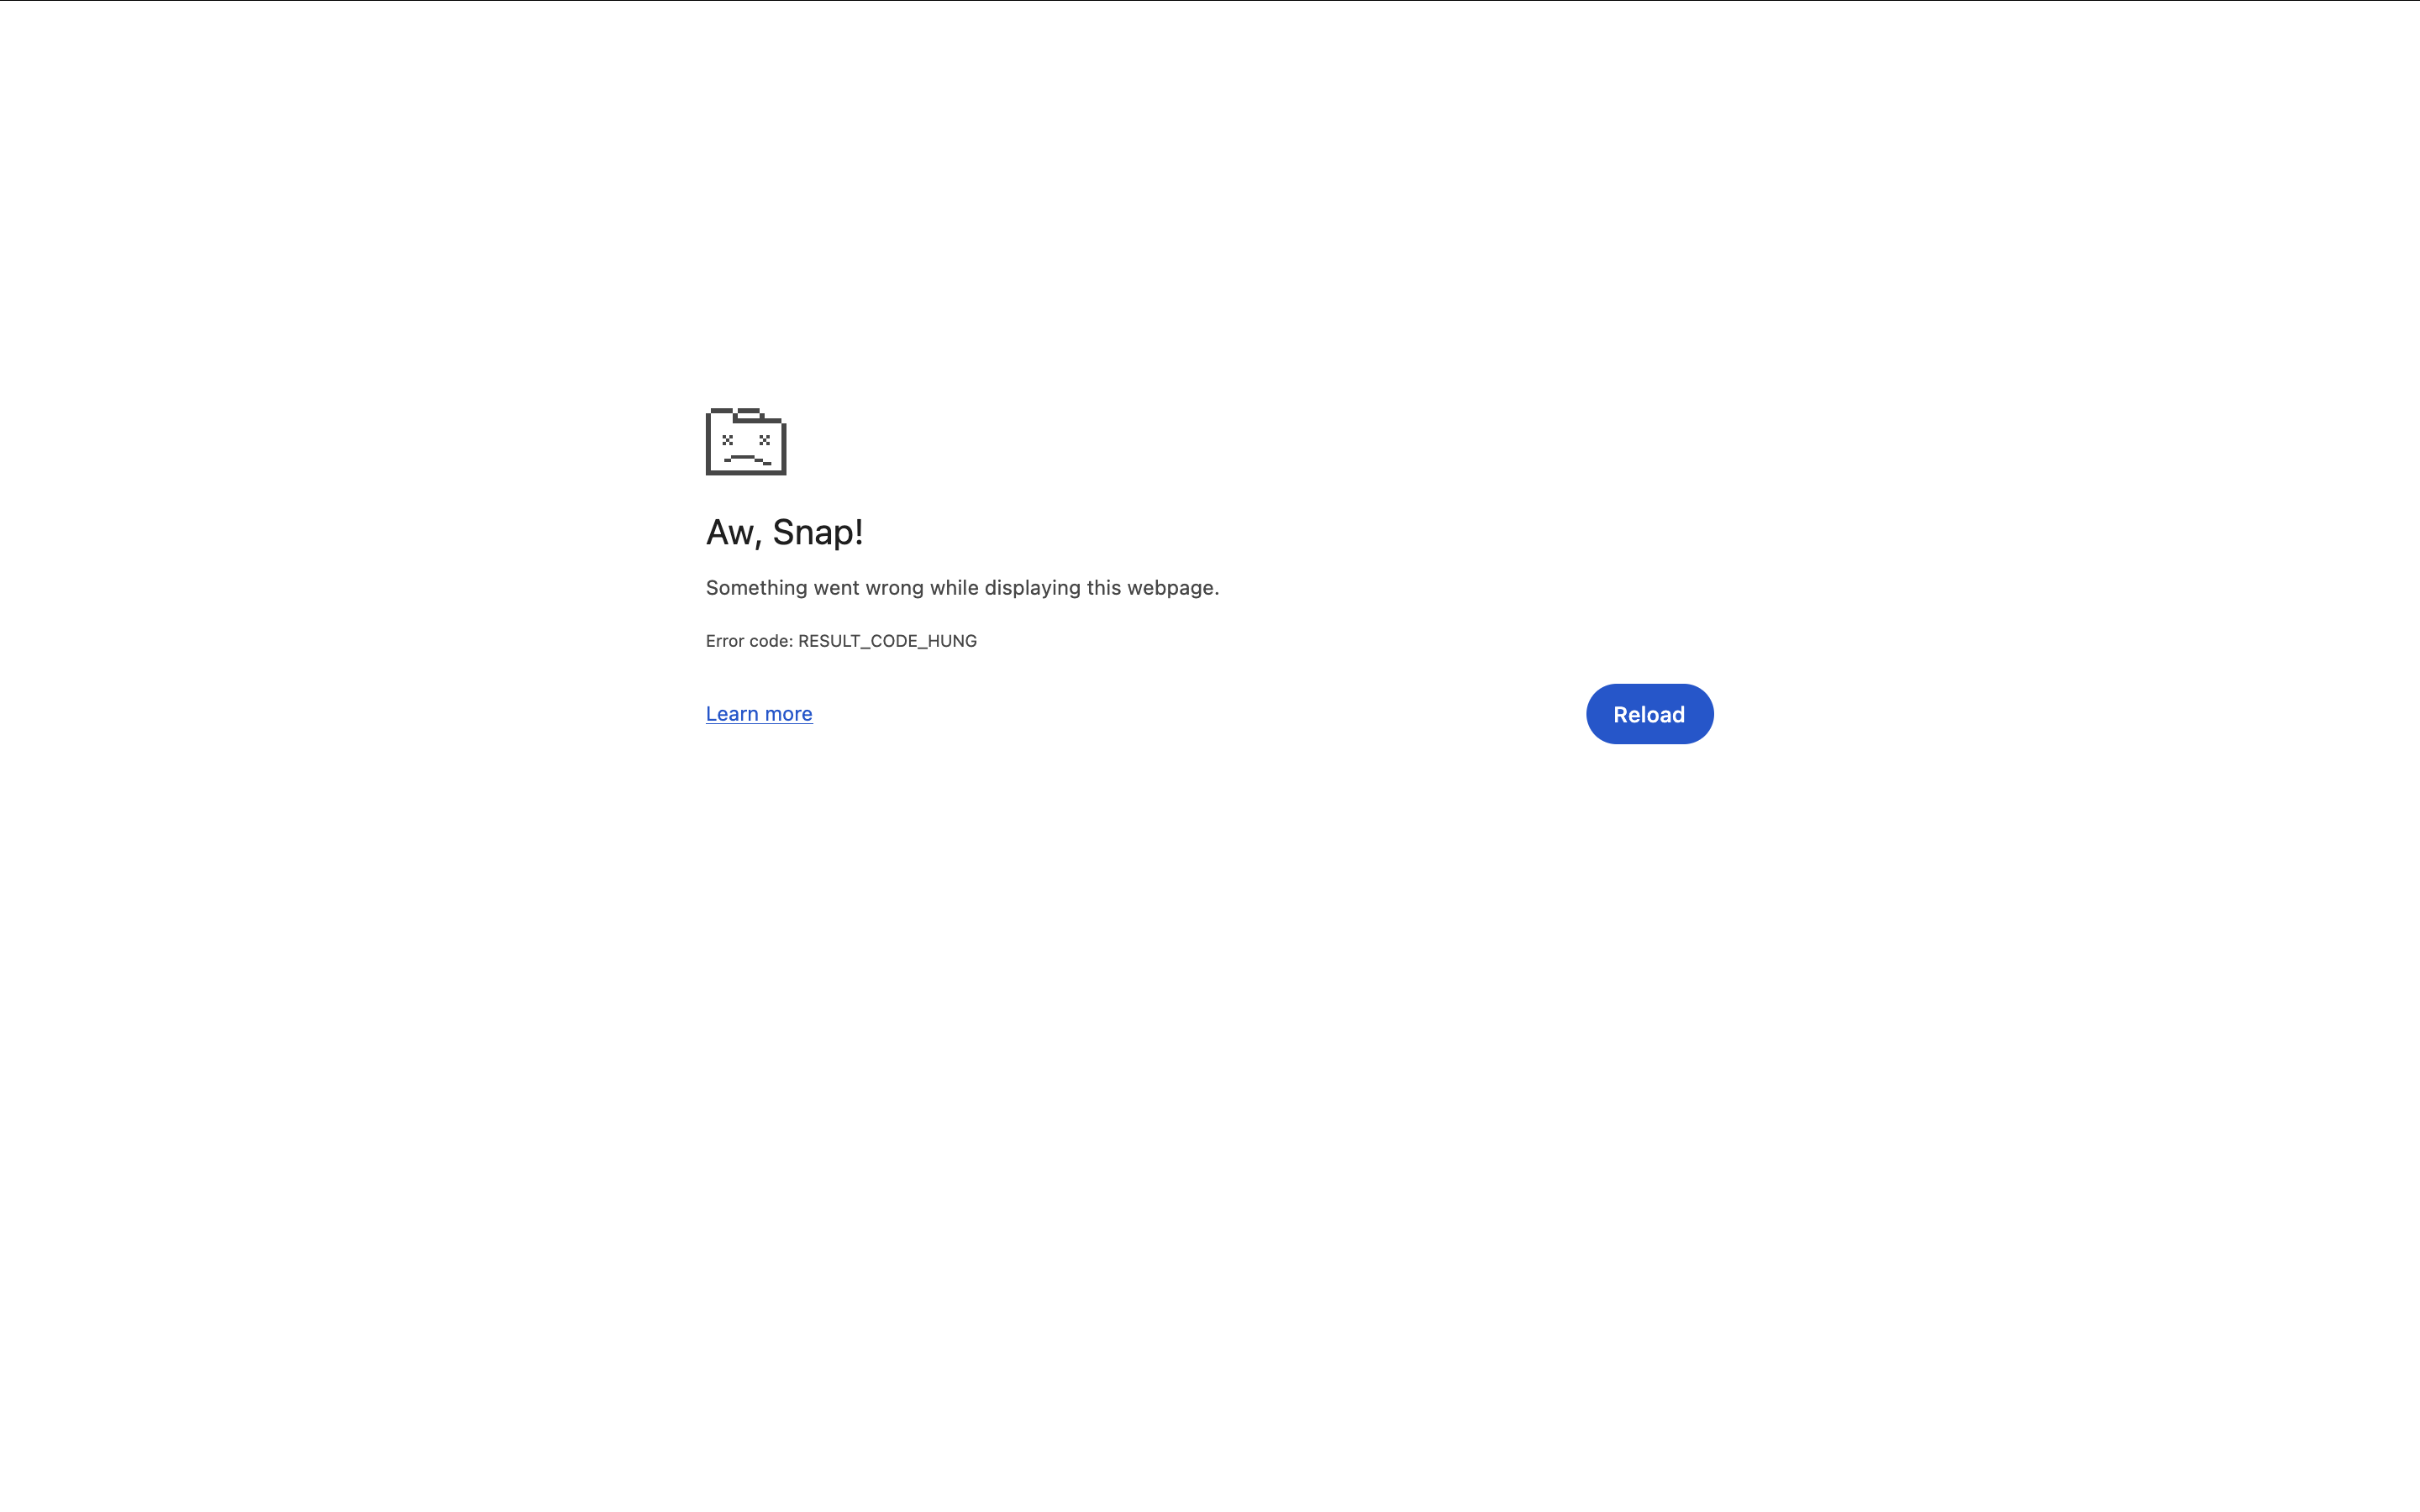 Aw, Snap!
Something went wrong while displaying this webpage.
Error code: RESULT_CODE_HUNG
Learn more
Reload